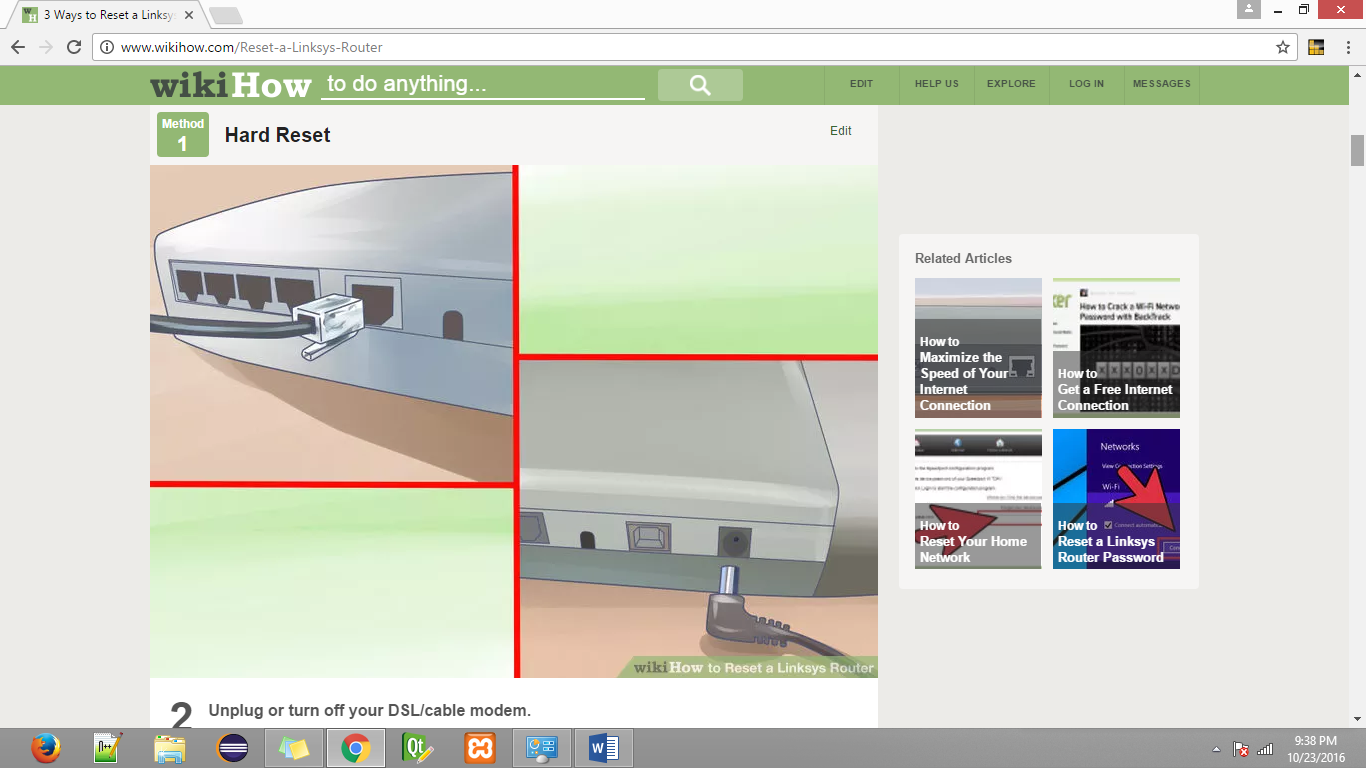 3 Ways to Reset a Linksys
www.wikihow.com/Reset-a-Linksys-Router
wikiHow to do anything...
EDIT
HELP US
EXPLORE
LOG IN
MESSAGES
Method
1
Hard Reset
Edit
wikiHow to Reset a Linksys Router
2 Unplug or turn off your DSL/cable modem.
Related Articles
How to
Maximize the
Speed of Your
Internet
Connection
How to Crack a Wi-Fi Netwo
Password with BackTrack
How to
Get a Free Internet
Connection
How to
Reset Your Home
Network
Networks
View Connection Settings
Wi-Fi
Connect automa
How to
Reset a Linksys
Router Password
9:38 PM
10/23/2016